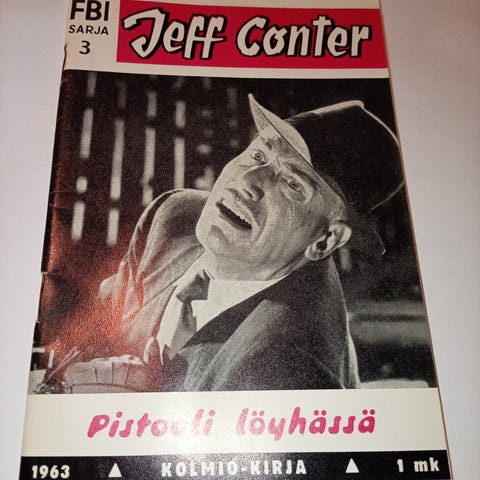 FBI
SARJA
3
Jeff Conter
Pistooli löyhässä
1963 ▲ KOLMIO-KIRJA ▲ 1 mk